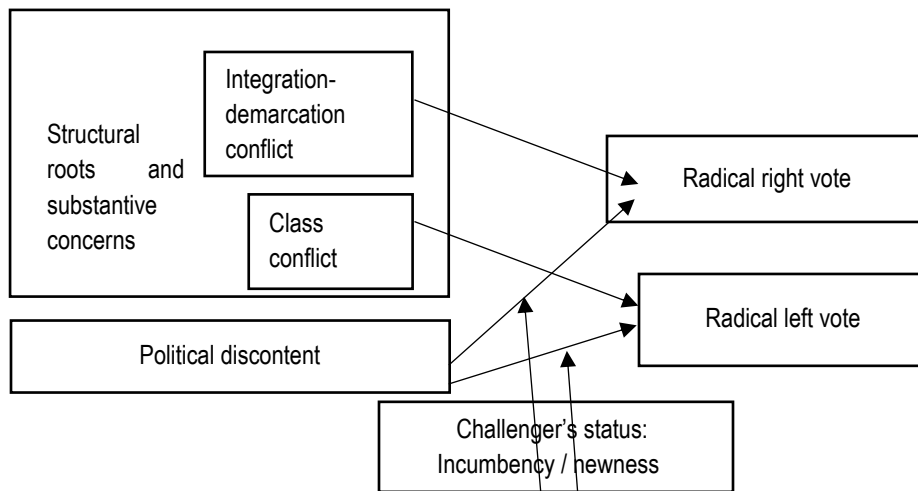 Integration-
demarcation
conflict
Structural
roots and
substantive
concerns
Class
conflict
Radical right vote
Radical left vote
Political discontent
Challenger's status:
Incumbency / newness